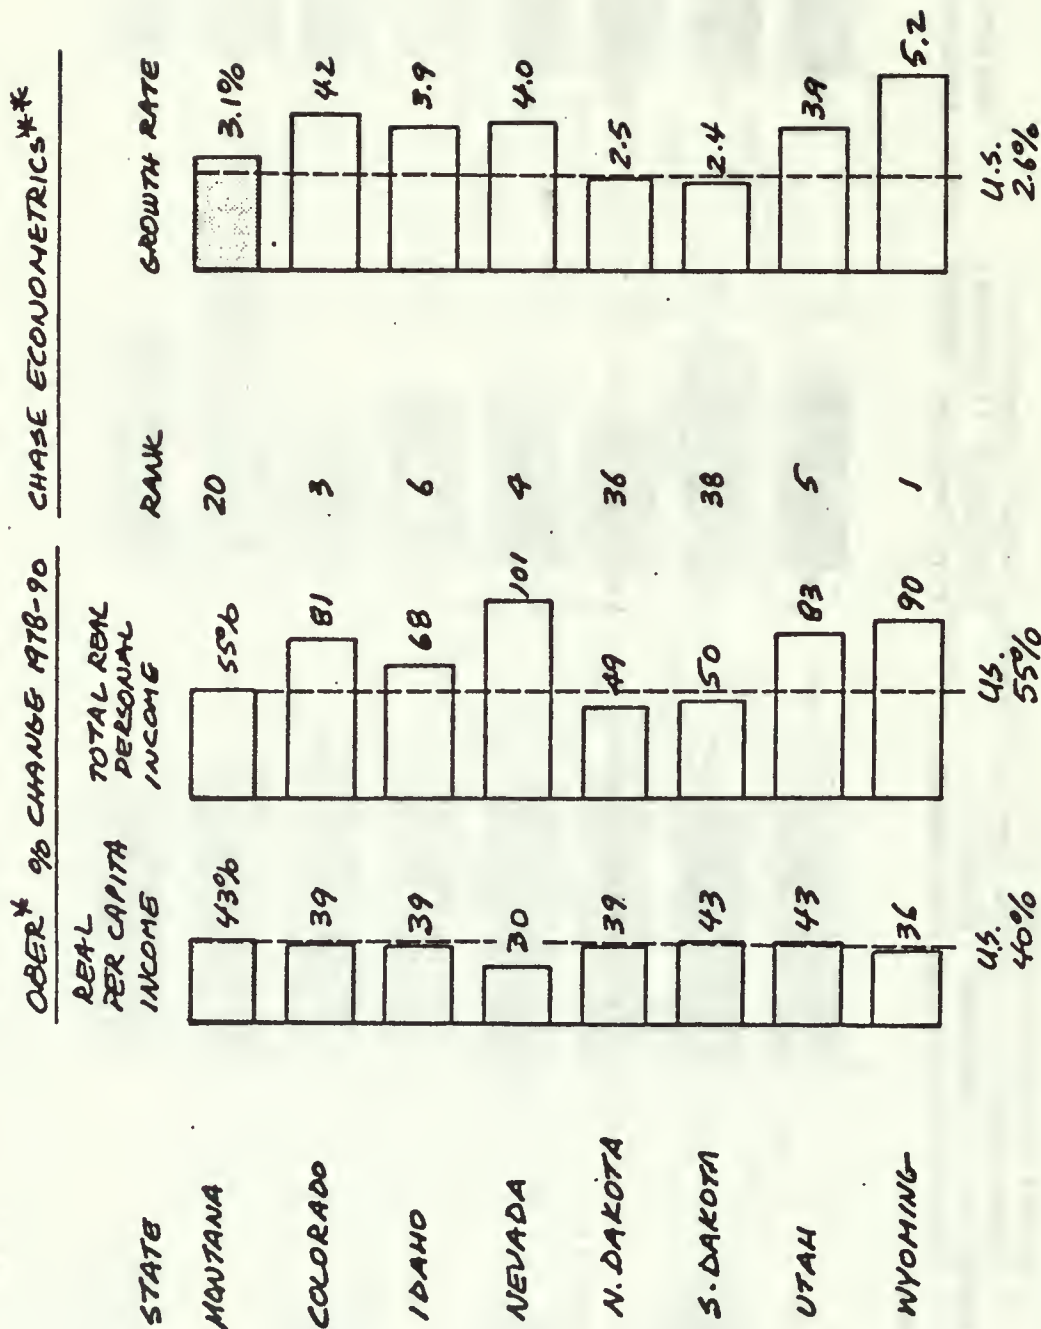 OBER* % CHANGE 1978-90 CHASE ECONOMETRICS**
STATE REAL PER CAPITA INCOME TOTAL REAL PERSONAL INCOME RANK GROWTH RATE
MONTANA 43% 55% 20 3.1%
COLORADO 39 81 3 4.2
IDAHO 39 68 6 3.9
NEVADA 30 101 4 4.0
N. DAKOTA 39 49 36 2.5
S. DAKOTA 43 50 38 2.4
UTAH 43 83 5 3.9
WYOMING 36 90 1 5.2
U.S. U.S. U.S.
40% 55% 2.6%